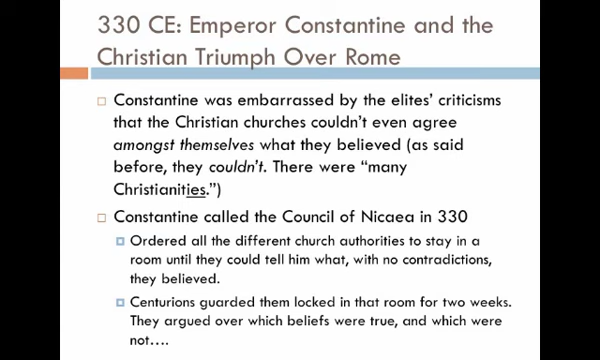 330 CE: Emperor Constantine and the
Christian Triumph Over Rome
Constantine was embarrassed by the elites’ criticisms
that the Christian churches couldn’t even agree
amongst themselves what they believed (as said
before, they couldn’t. There were “many
Christianities.”)
Constantine called the Council of Nicaea in 330
Ordered all the different church authorities to stay in a
room until they could tell him what, with no contradictions,
they believed.
Centurions guarded them locked in that room for two weeks.
They argued over which beliefs were true, and which were
not….